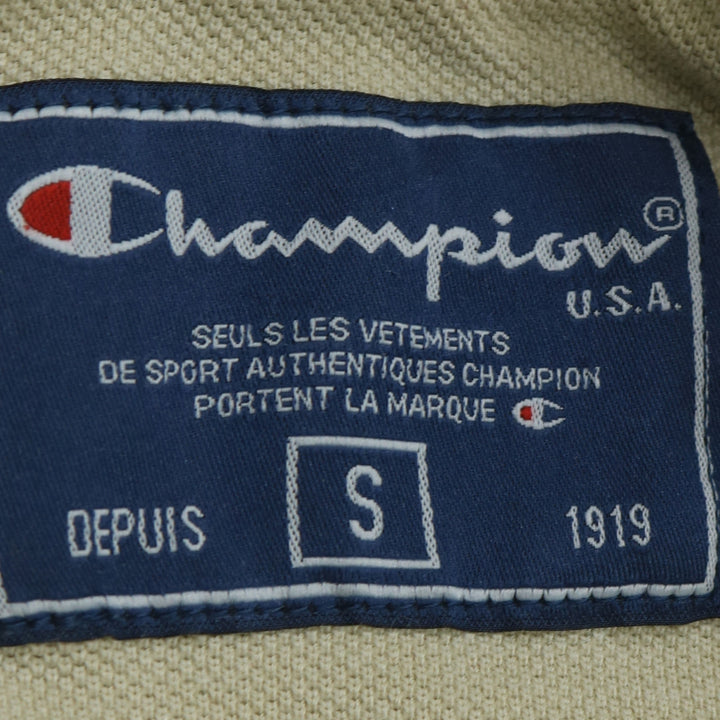 Champion®
U.S.A.
SEULS LES VETEMENTS
DE SPORT AUTHENTIQUES CHAMPION
PORTENT LA MARQUE C
S
DEPUIS 1919